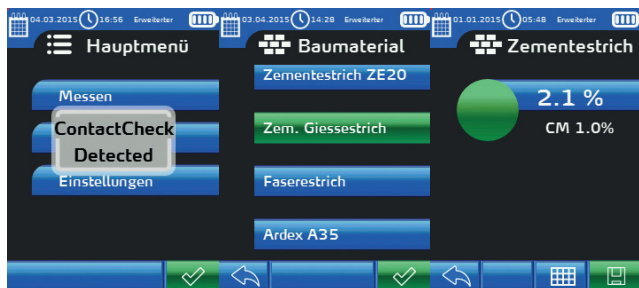 04.03.2015 16:56 Erweiterter
Hauptmenü
Messen
ContactCheck
Detected
Einstellungen
03.04.2015 14:28 Erweiterter
Baumaterial
Zementestrich ZE20
Zem. Giessestrich
Faserestrich
Ardex A35
01.01.2015 05:48 Erweiterter
Zementestrich
2.1 %
CM 1.0%